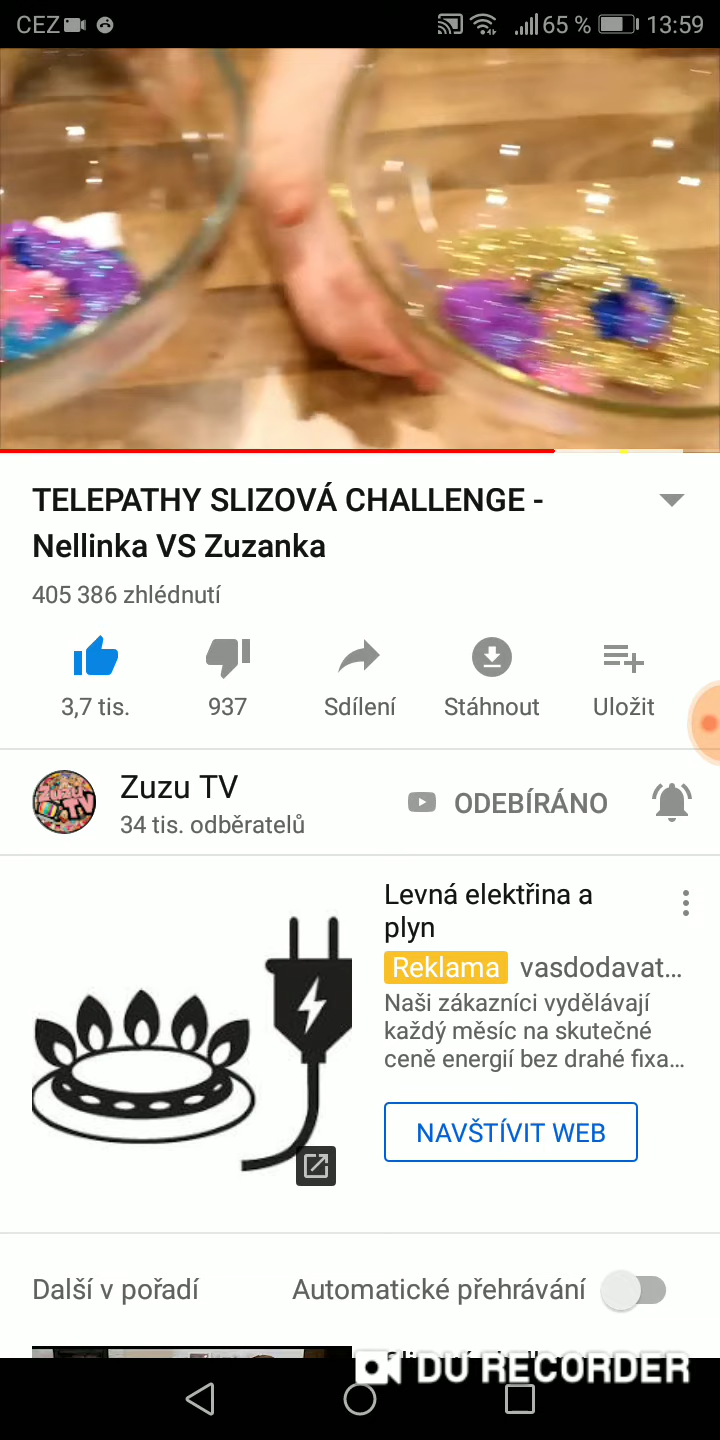 CEZ 65 % 13:59
TELEPATHY SLIZOVÁ CHALLENGE -
Nellinka VS Zuzanka
405 386 zhlédnutí
3,7 tis. 937 Sdílení Stáhnout Uložit
Zuzu TV
34 tis. odběratelů
ODEBÍRÁNO
Levná elektřina a
plyn
Reklama vasdodavat...
Naši zákazníci vydělávají
každý měsíc na skutečné
ceně energií bez drahé fixa...
NAVŠTÍVIT WEB
Další v pořadí Automatické přehrávání
DU RECORDER